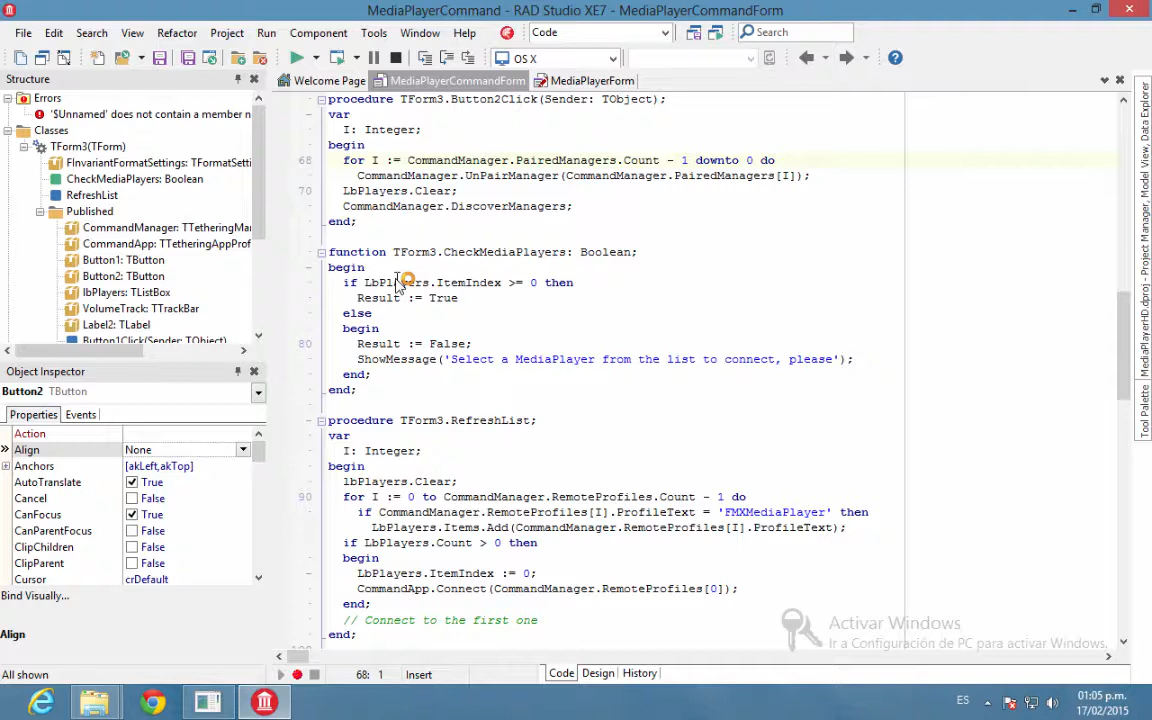 MediaPlayerCommand - RAD Studio XE7 - MediaPlayerCommandForm
File Edit Search View Refactor Project Run Component Tools Window Help
Code
Search
OS X
Structure
Welcome Page MediaPlayerCommandForm MediaPlayerForm
Errors
'$Unnamed' does not contain a member n
Classes
TForm3(TForm)
FInvariantFormatSettings: TFormatSetti
CheckMediaPlayers: Boolean
RefreshList
Published
CommandManager: TTetheringMar
CommandApp: TTetheringAppProf
Button1: TButton
Button2: TButton
lbPlayers: TListBox
VolumeTrack: TTrackBar
Label2: TLabel
Button1Click(Sender: TObject)
Object Inspector
Button2 TButton
Properties Events
Action
Align None
Anchors [akLeft,akTop]
AutoTranslate True
Cancel False
CanFocus True
CanParentFocus False
ClipChildren False
ClipParent False
Cursor crDefault
Bind Visually...
Align
All shown
procedure TForm3.Button2Click(Sender: TObject);
var
I: Integer;
begin
68 for I := CommandManager.PairedManagers.Count - 1 downto 0 do
CommandManager.UnPairManager(CommandManager.PairedManagers[I]);
70 LbPlayers.Clear;
CommandManager.DiscoverManagers;
end;
function TForm3.CheckMediaPlayers: Boolean;
begin
if LbPlayers.ItemIndex >= 0 then
Result := True
else
begin
80 Result := False;
ShowMessage('Select a MediaPlayer from the list to connect, please');
end;
end;
procedure TForm3.RefreshList;
var
I: Integer;
begin
lbPlayers.Clear;
90 for I := 0 to CommandManager.RemoteProfiles.Count - 1 do
if CommandManager.RemoteProfiles[I].ProfileText = 'FMXMediaPlayer' then
LbPlayers.Items.Add(CommandManager.RemoteProfiles[I].ProfileText);
if LbPlayers.Count > 0 then
begin
LbPlayers.ItemIndex := 0;
CommandApp.Connect(CommandManager.RemoteProfiles[0]);
end;
// Connect to the first one
end;
Activar Windows
Ir a Configuración de PC para activar Windows.
68: 1 Insert
Code Design History
MediaPlayerHD.dproj - Project Manager, Model View, Data Explorer
Tool Palette
ES
01:05 p.m.
17/02/2015